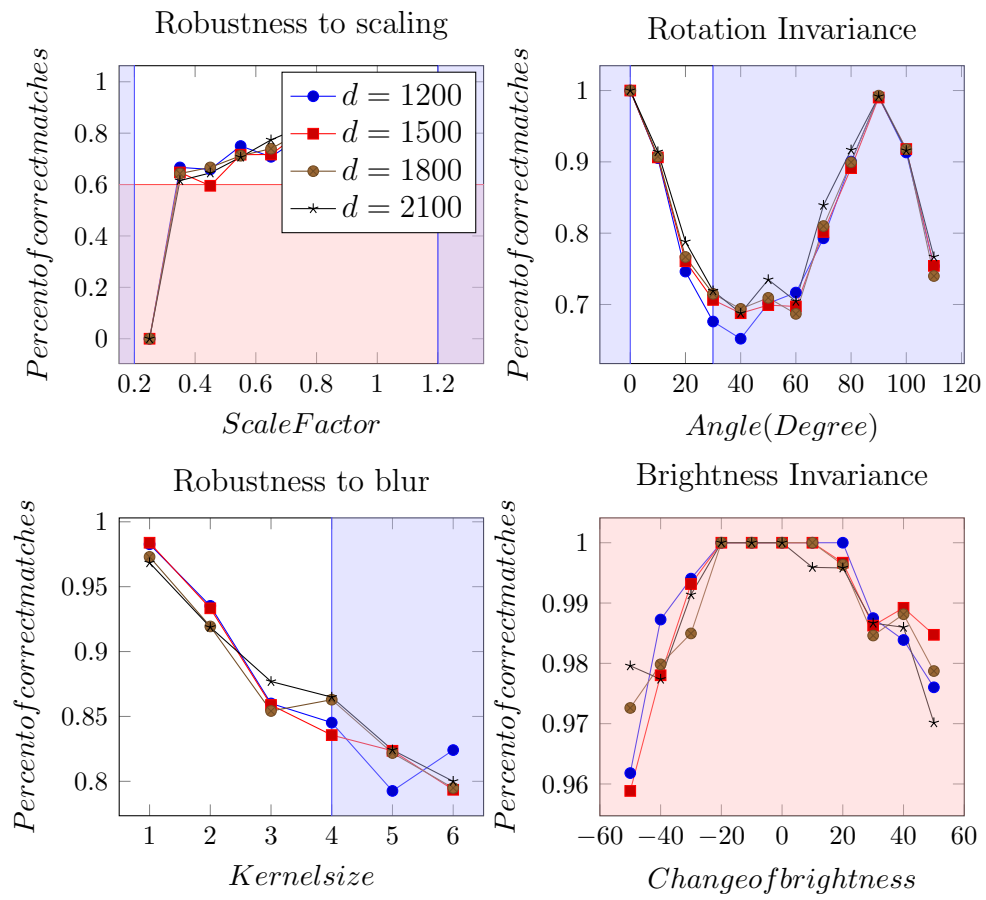 Robustness to scaling
Percentofcorrectmatches
1
0.8
0.6
0.4
0.2
0
0.2 0.4 0.6 0.8 1 1.2
ScaleFactor
d = 1200
d = 1500
d = 1800
d = 2100
Rotation Invariance
Percentofcorrectmatches
1
0.9
0.8
0.7
0 20 40 60 80 100 120
Angle(Degree)
Robustness to blur
Percentofcorrectmatches
1
0.95
0.9
0.85
0.8
1 2 3 4 5 6
Kernelsize
Brightness Invariance
Percentofcorrectmatches
1
0.99
0.98
0.97
0.96
−60 −40 −20 0 20 40 60
Changeofbrightness